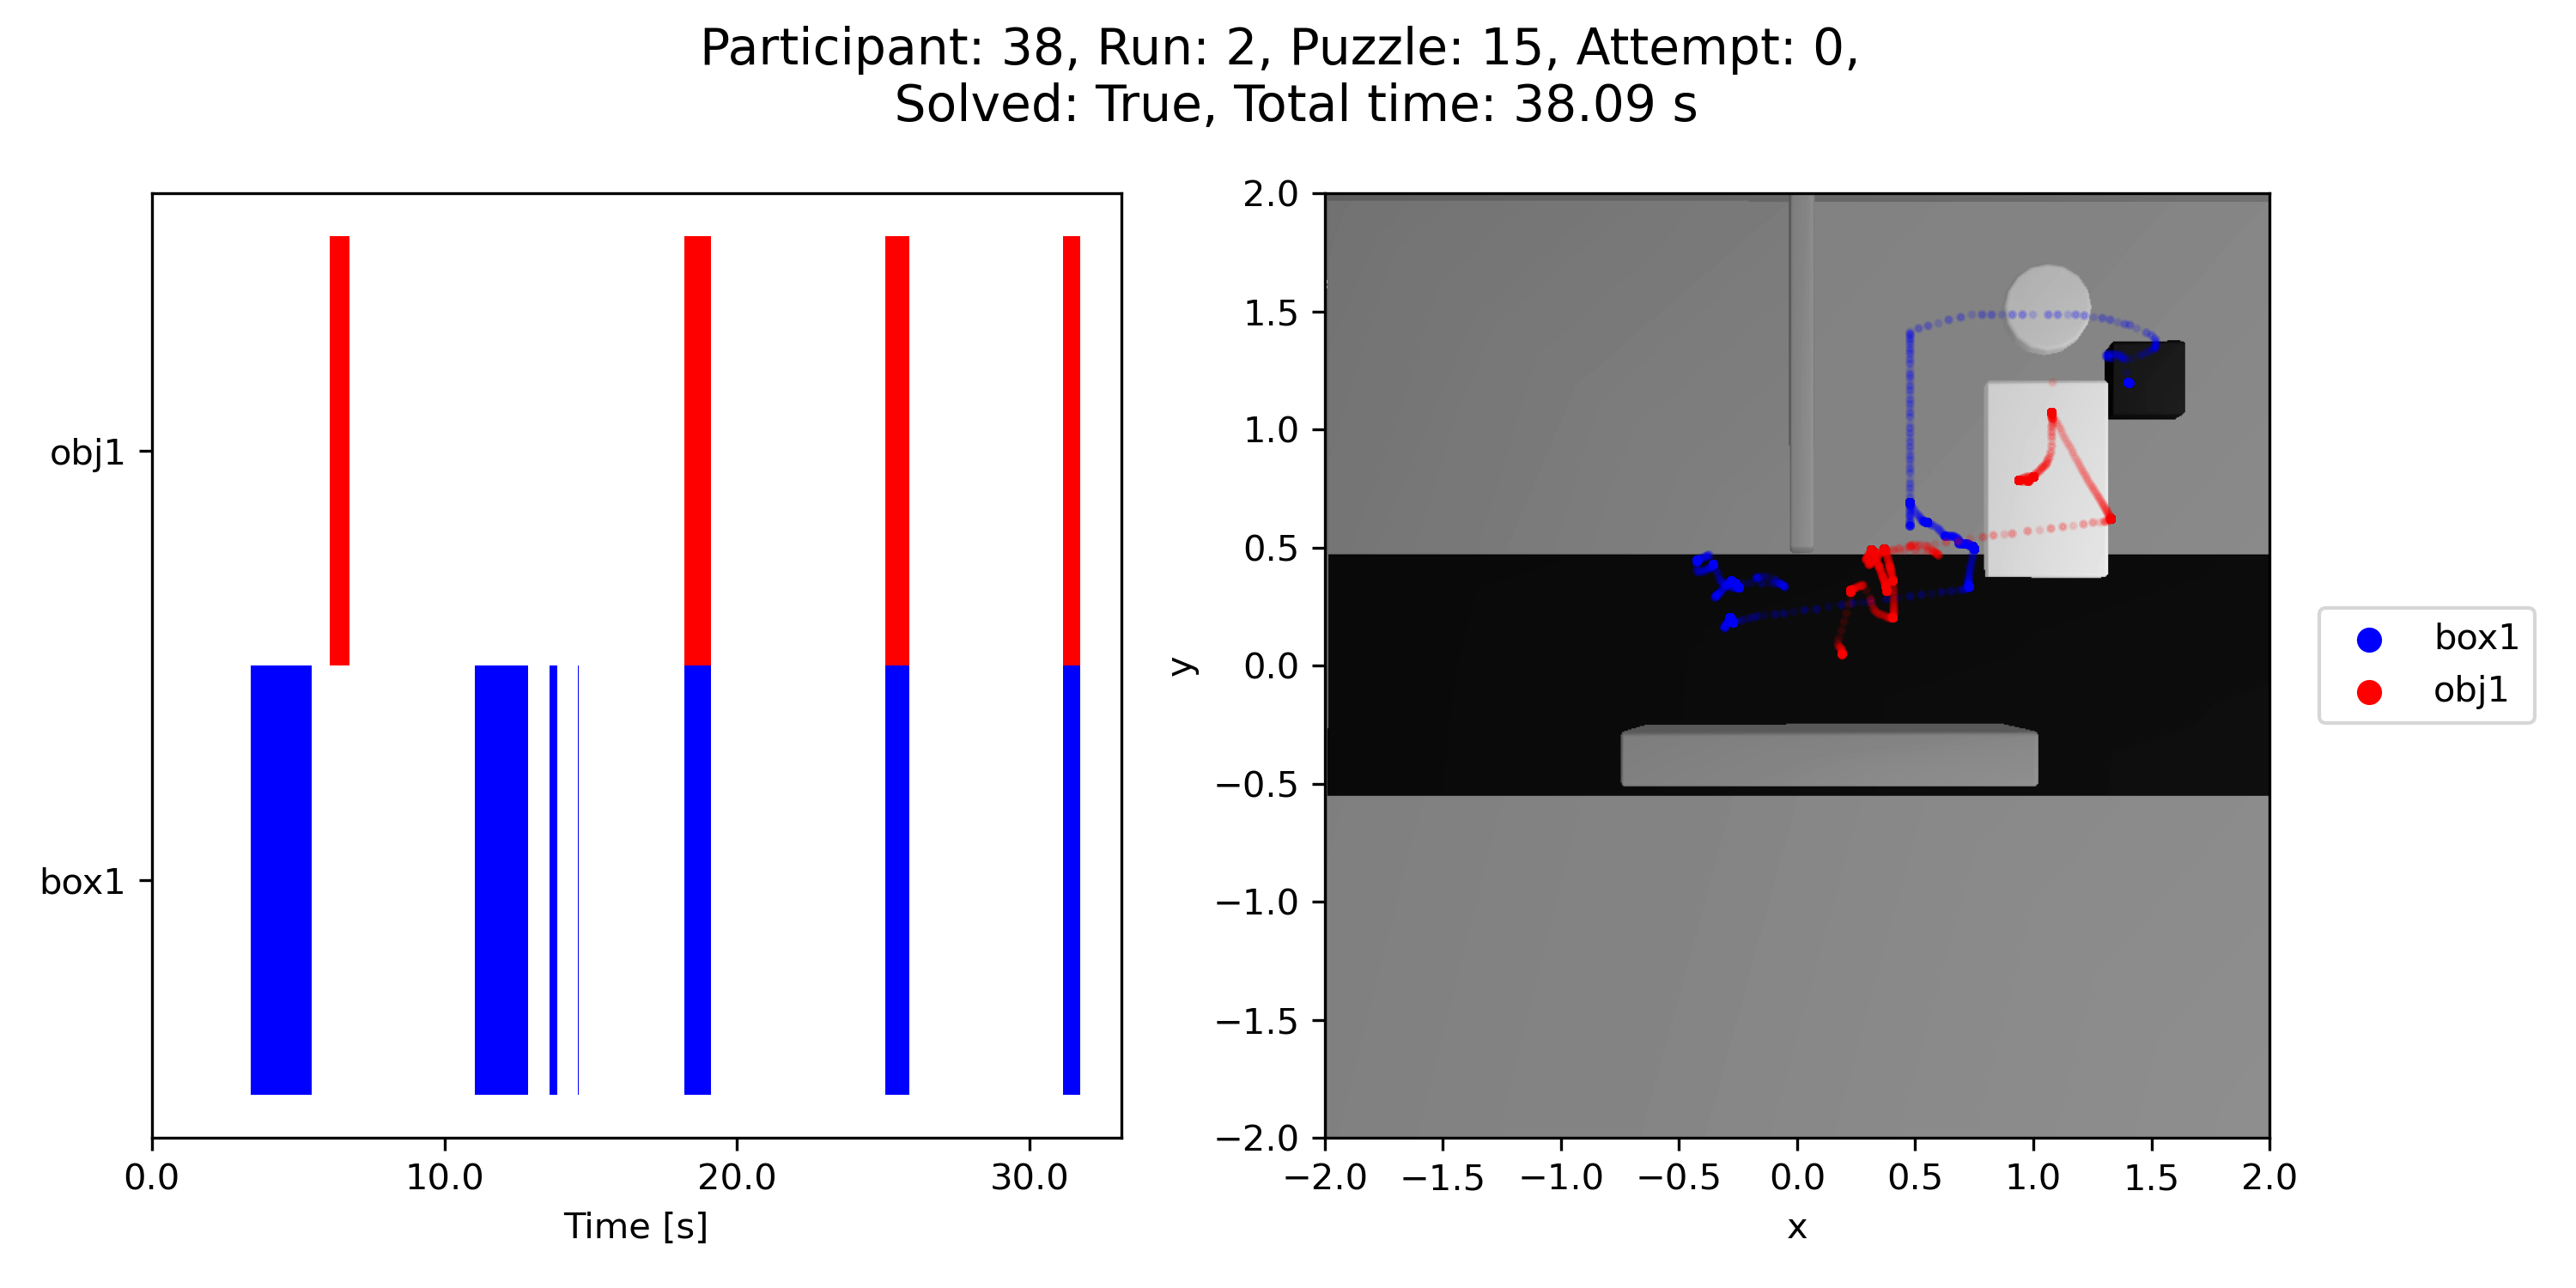 Participant: 38, Run: 2, Puzzle: 15, Attempt: 0,
Solved: True, Total time: 38.09 s
obj1
box1
0.0 10.0 20.0 30.0
Time [s]
2.0
1.5
1.0
0.5
0.0
−0.5
−1.0
−1.5
−2.0
y
−2.0 −1.5 −1.0 −0.5 0.0 0.5 1.0 1.5 2.0
x
box1
obj1